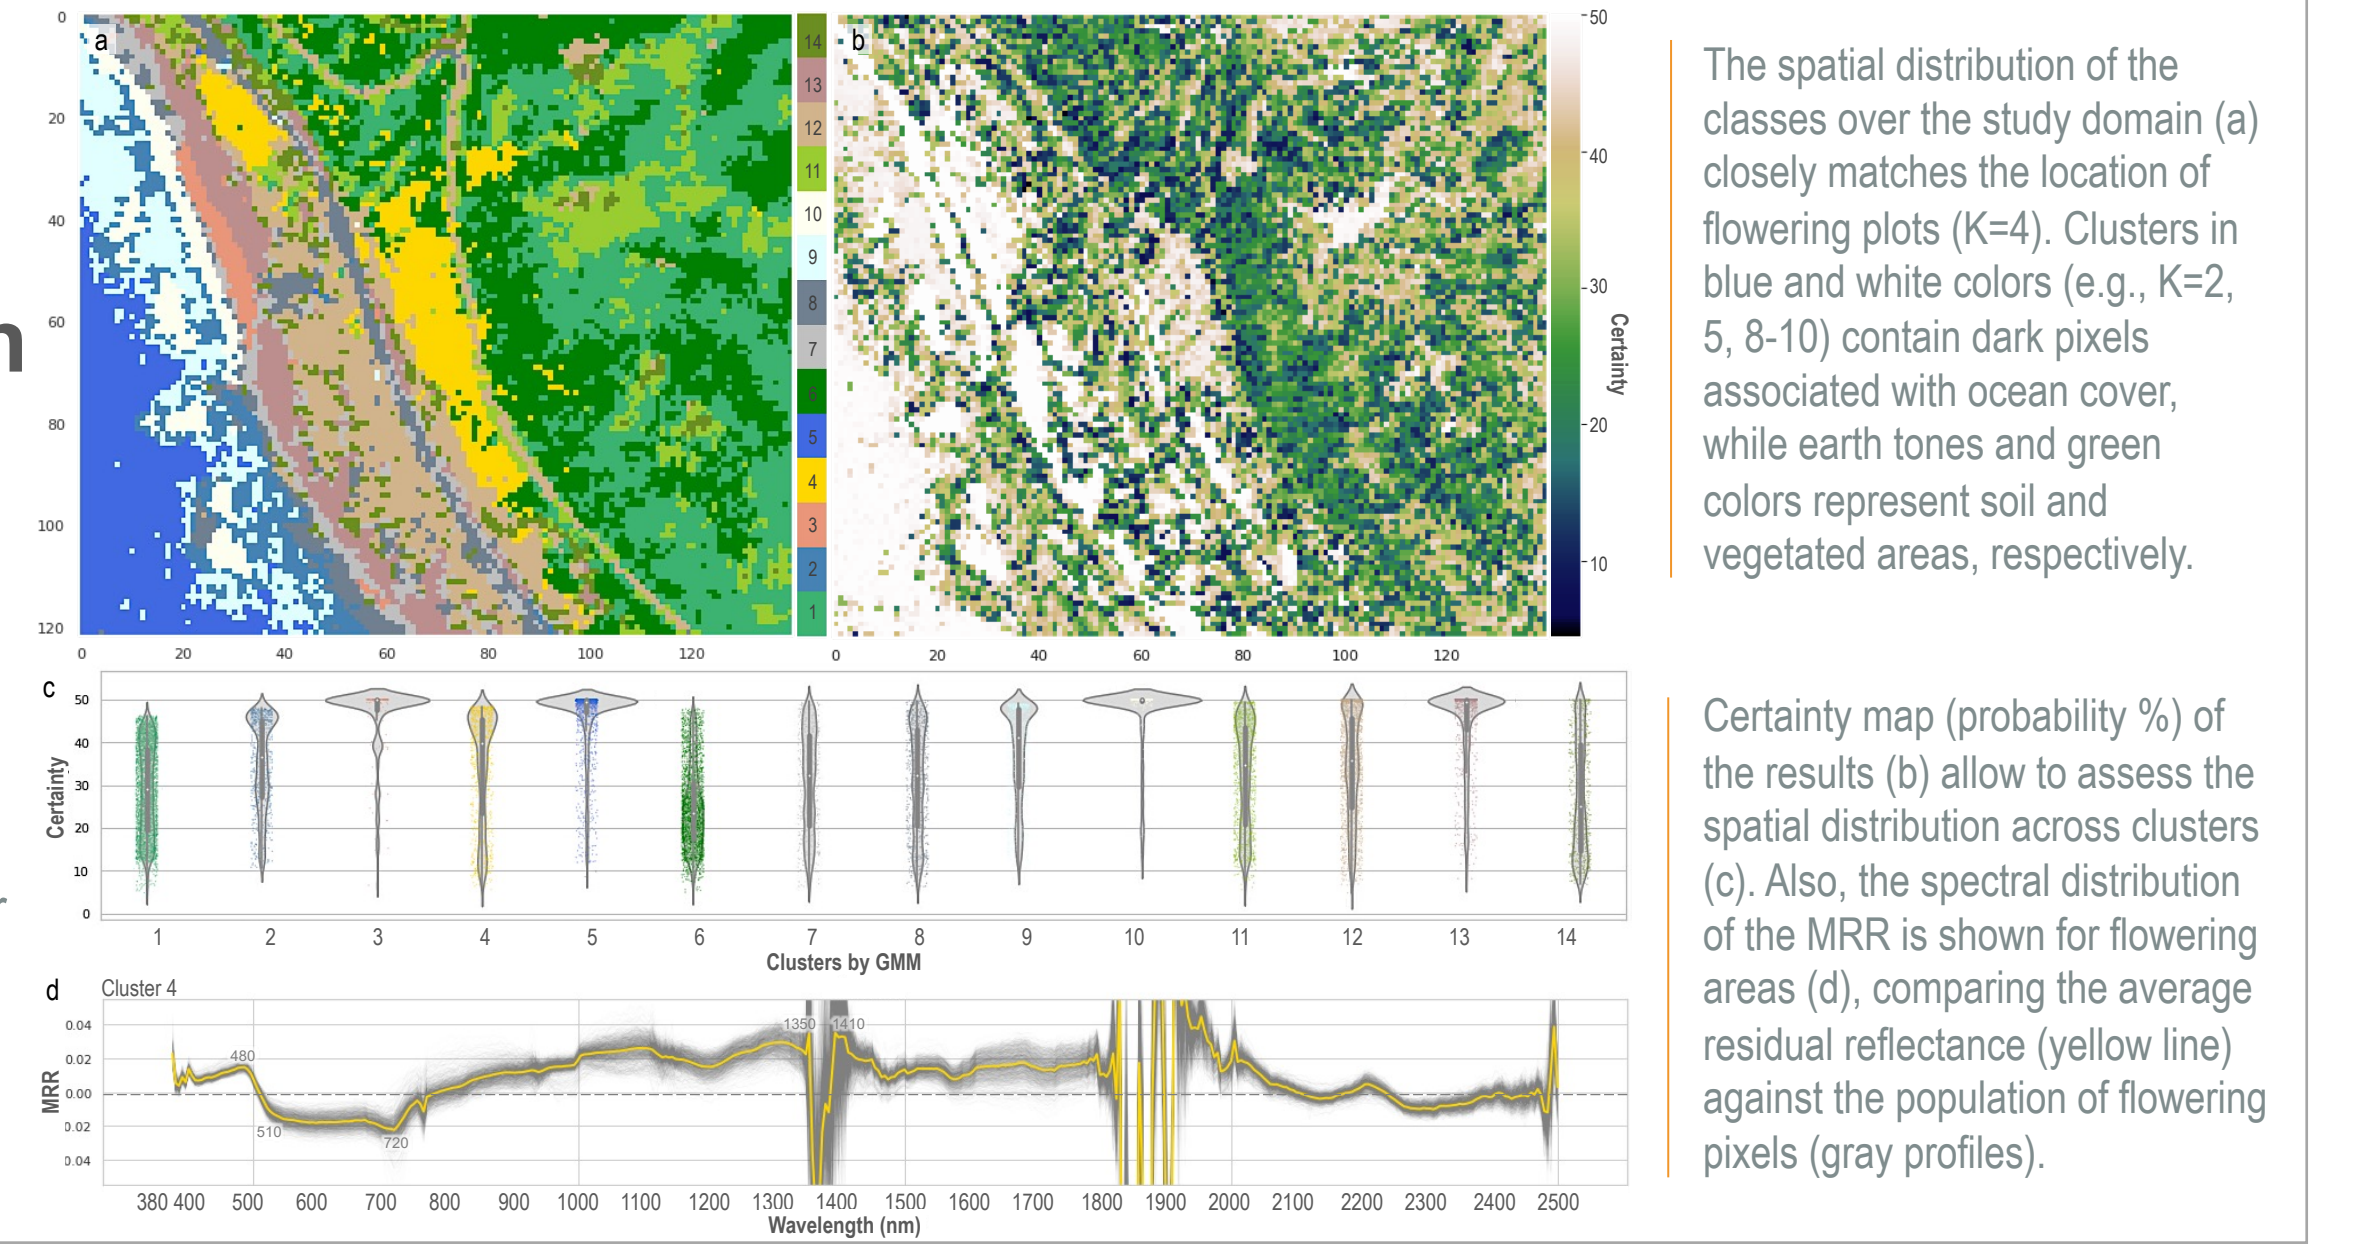 n
r
a
0
20
40
60
80
100
120
0 20 40 60 80 100 120
14
13
12
11
10
9
8
7
6
5
4
3
2
1
b
0 20 40 60 80 100 120
50
40
30
20
10
Certainty
The spatial distribution of the
classes over the study domain (a)
closely matches the location of
flowering plots (K=4). Clusters in
blue and white colors (e.g., K=2,
5, 8-10) contain dark pixels
associated with ocean cover,
while earth tones and green
colors represent soil and
vegetated areas, respectively.
c
Certainty
50
40
30
20
10
0
1 2 3 4 5 6 7 8 9 10 11 12 13 14
Clusters by GMM
d
Cluster 4
MRR
0.04
0.02
0.00
0.02
0.04
480
510
720
1350
1410
380 400 500 600 700 800 900 1000 1100 1200 1300 1400 1500 1600 1700 1800 1900 2000 2100 2200 2300 2400 2500
Wavelength (nm)
Certainty map (probability %) of
the results (b) allow to assess the
spatial distribution across clusters
(c). Also, the spectral distribution
of the MRR is shown for flowering
areas (d), comparing the average
residual reflectance (yellow line)
against the population of flowering
pixels (gray profiles).